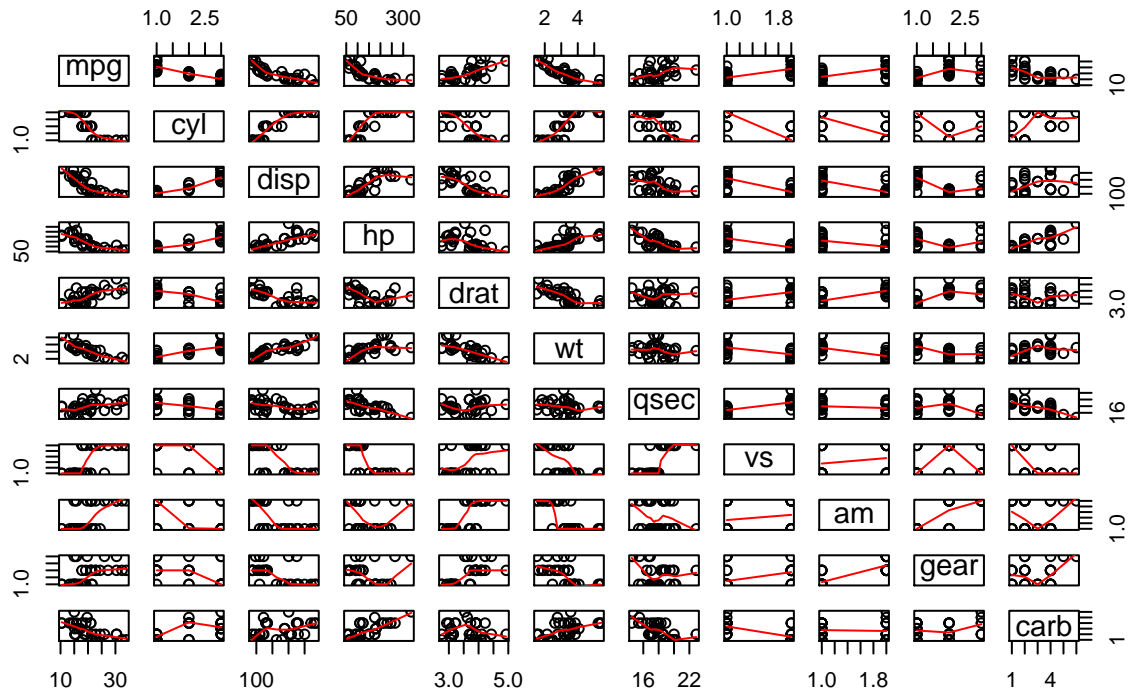 1.0 2.5 50 300 2 4 1.0 1.8 1.0 2.5
mpg 10
1.0 cyl
disp 100
50 hp
drat 3.0
2 wt
qsec 16
1.0 vs
am 1.0
1.0 gear
carb 1
10 30 100 3.0 5.0 16 22 1.0 1.8 1 4